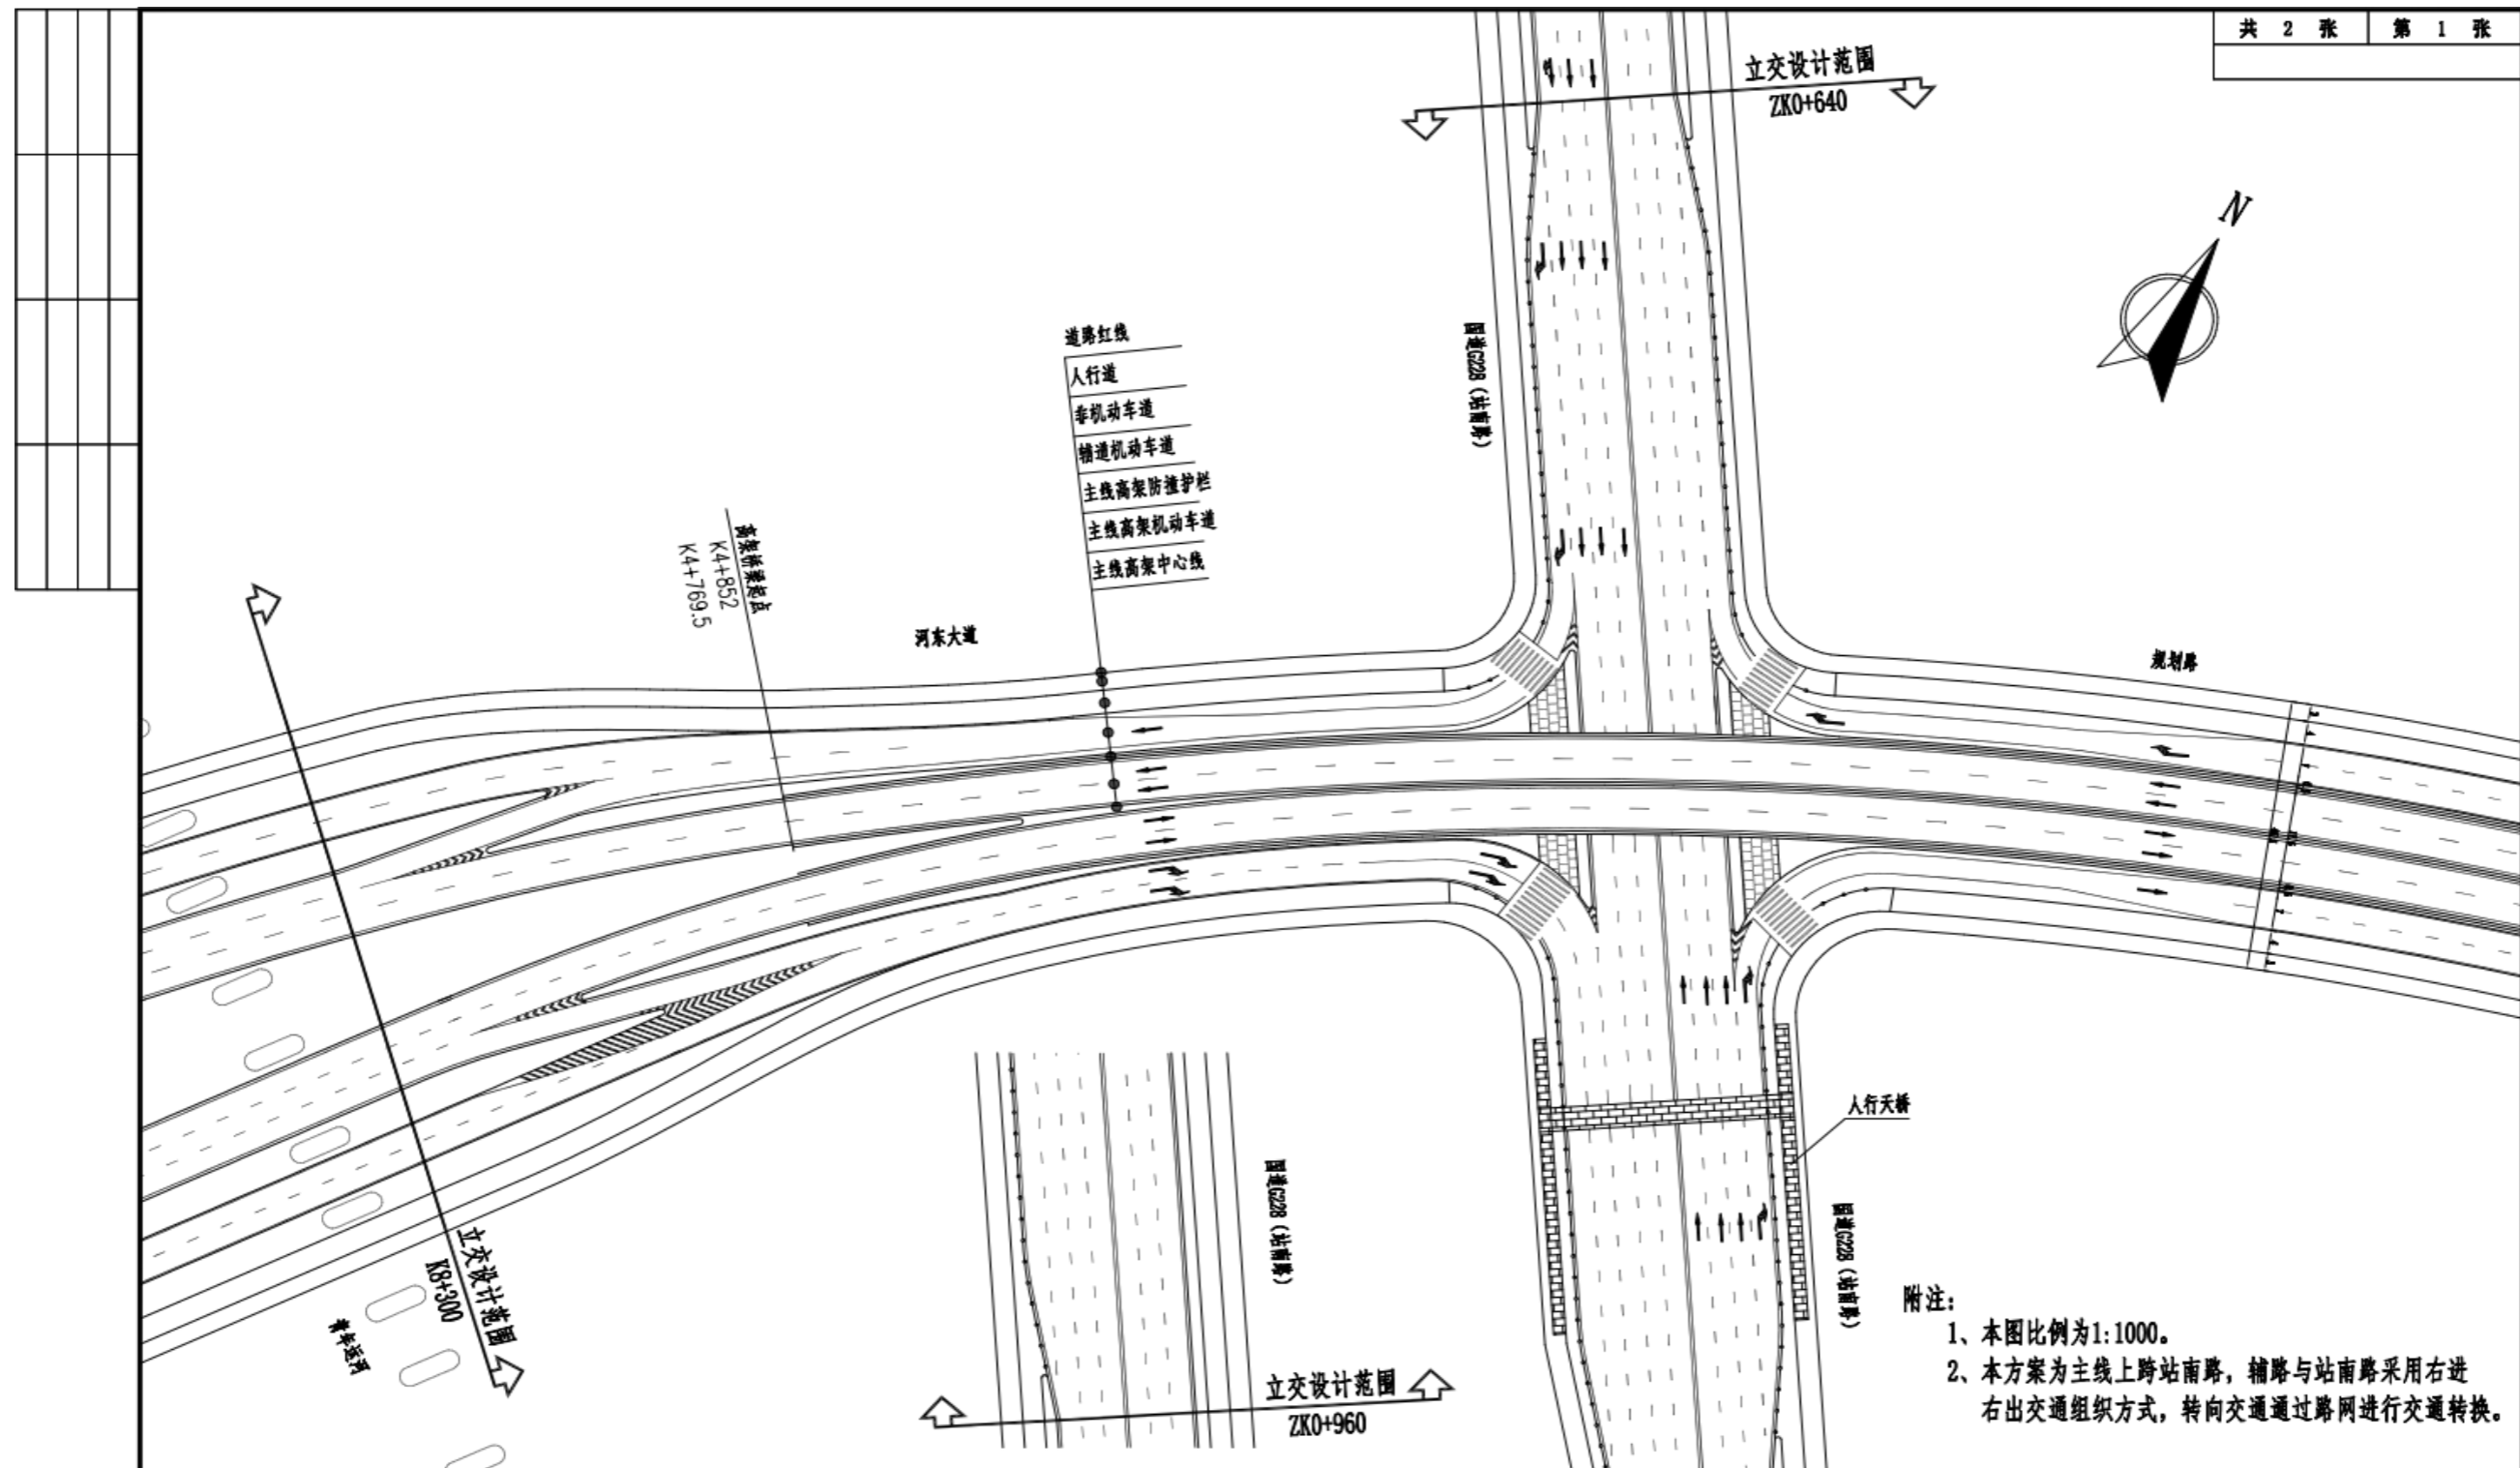 共 2 张 第 1 张
立交设计范围
ZK0+640
N
道路红线
人行道
非机动车道
辅道机动车道
主线高架防撞护栏
主线高架机动车道
主线高架中心线
国道G228（站南路）
高架桥梁起点
K4+852
K4+769.5
河东大道
规划路
人行天桥
国道G228（站南路）
国道G228（站南路）
立交设计范围
K8+300
青年运河
立交设计范围
ZK0+960
附注：
1、本图比例为1:1000。
2、本方案为主线上跨站南路，辅路与站南路采用右进
右出交通组织方式，转向交通通过路网进行交通转换。